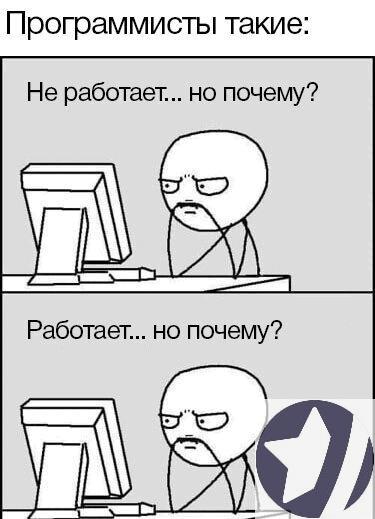 Программисты такие:
Не работает... но почему?
Работает... но почему?